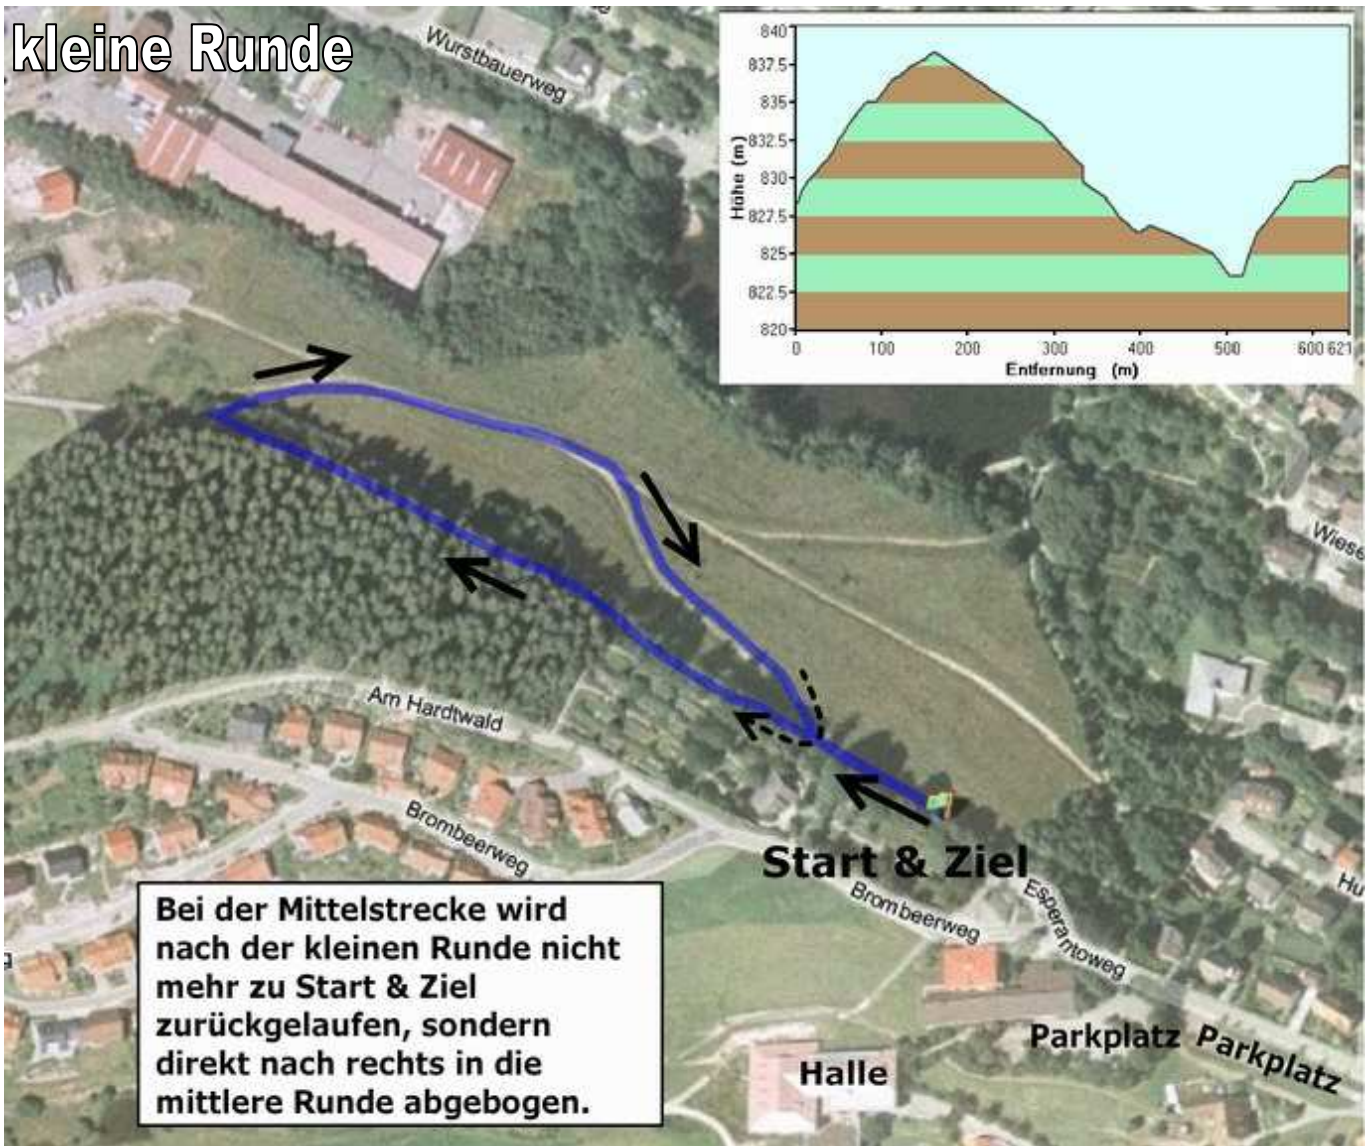 kleine Runde
Wurstbauerweg
840
837.5
835
832.5
830
827.5
825
822.5
820
Höhe (m)
0 100 200 300 400 500 600 621
Entfernung (m)
Wiese
Am Hardtwald
Brombeerweg
Start & Ziel
Hu
Brombeerweg
Esperantoweg
Bei der Mittelstrecke wird
nach der kleinen Runde nicht
mehr zu Start & Ziel
zurückgelaufen, sondern
direkt nach rechts in die
mittlere Runde abgebogen.
Parkplatz
Parkplatz
Halle